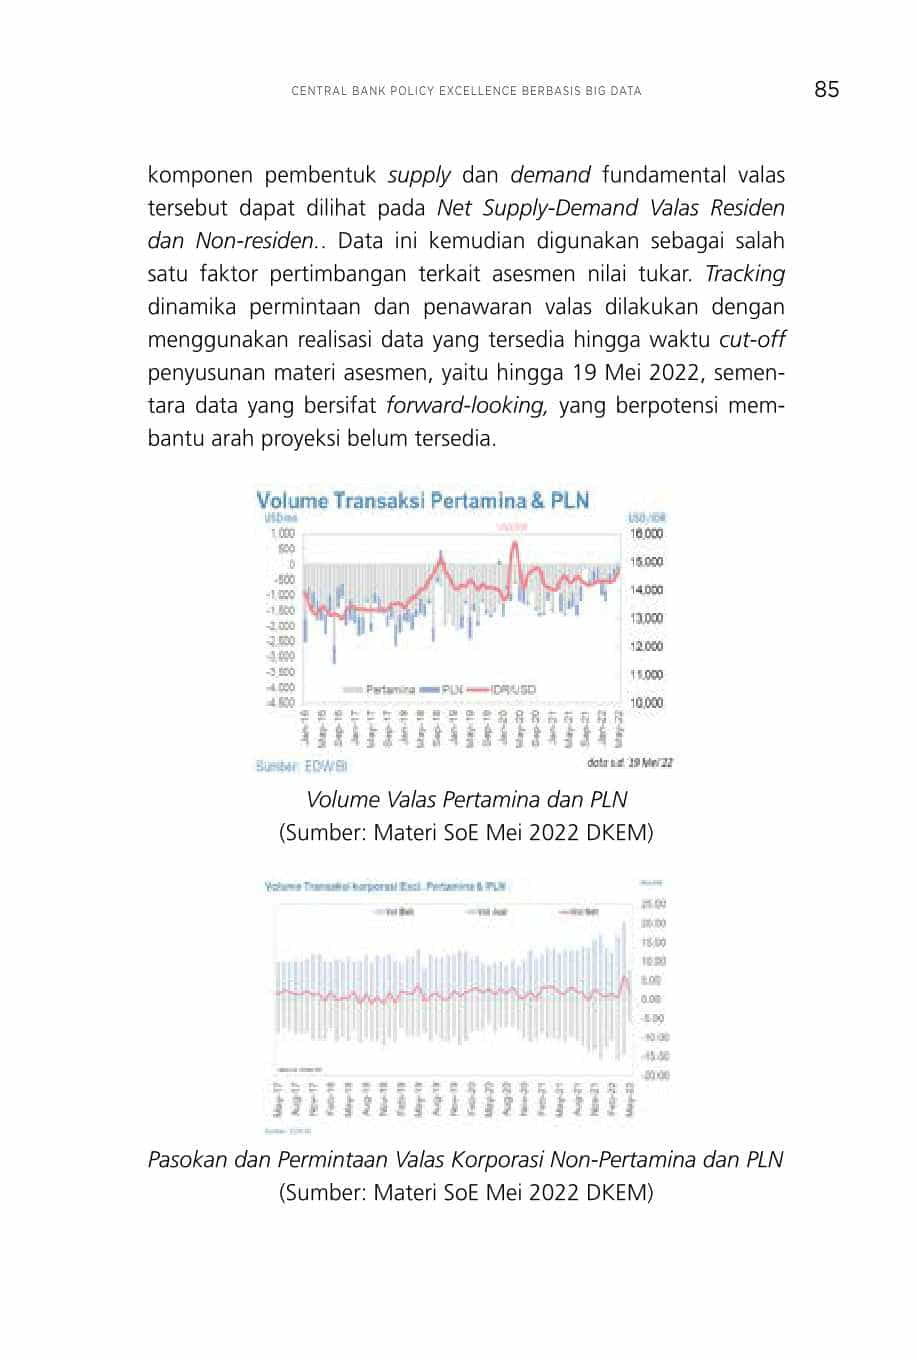 CENTRAL BANK POLICY EXCELLENCE BERBASIS BIG DATA 85
komponen pembentuk supply dan demand fundamental valas
tersebut dapat dilihat pada Net Supply-Demand Valas Residen
dan Non-residen.. Data ini kemudian digunakan sebagai salah
satu faktor pertimbangan terkait asesmen nilai tukar. Tracking
dinamika permintaan dan penawaran valas dilakukan dengan
menggunakan realisasi data yang tersedia hingga waktu cut-off
penyusunan materi asesmen, yaitu hingga 19 Mei 2022, semen-
tara data yang bersifat forward-looking, yang berpotensi mem-
bantu arah proyeksi belum tersedia.
Volume Transaksi Pertamina & PLN
USD/IDR
1,000 16,000
500
0 15,000
-500
-1,000 14,000
-1,500
-2,000 13,000
-2,500
-3,000 12,000
-3,500 11,000
-4,000
-4,500 10,000
Pertamina PLN IDR/USD
Jan-16 May-16 Sep-16 Jan-17 May-17 Sep-17 Jan-18 May-18 Sep-18 Jan-19 May-19 Sep-19 Jan-20 May-20 Sep-20 Jan-21 May-21 Sep-21 Jan-22 May-22
Sumber: EDW BI data s.d. 19 Mei'22
Volume Valas Pertamina dan PLN
(Sumber: Materi SoE Mei 2022 DKEM)
Volume Transaksi korporasi Excl. Pertamina & PLN
Vol Beli Vol Jual Vol Net
25.00
20.00
15.00
10.00
5.00
0.00
-5.00
-10.00
-15.00
-20.00
May-17 Aug-17 Nov-17 Feb-18 May-18 Aug-18 Nov-18 Feb-19 May-19 Aug-19 Nov-19 Feb-20 May-20 Aug-20 Nov-20 Feb-21 May-21 Aug-21 Nov-21 Feb-22 May-22
Pasokan dan Permintaan Valas Korporasi Non-Pertamina dan PLN
(Sumber: Materi SoE Mei 2022 DKEM)